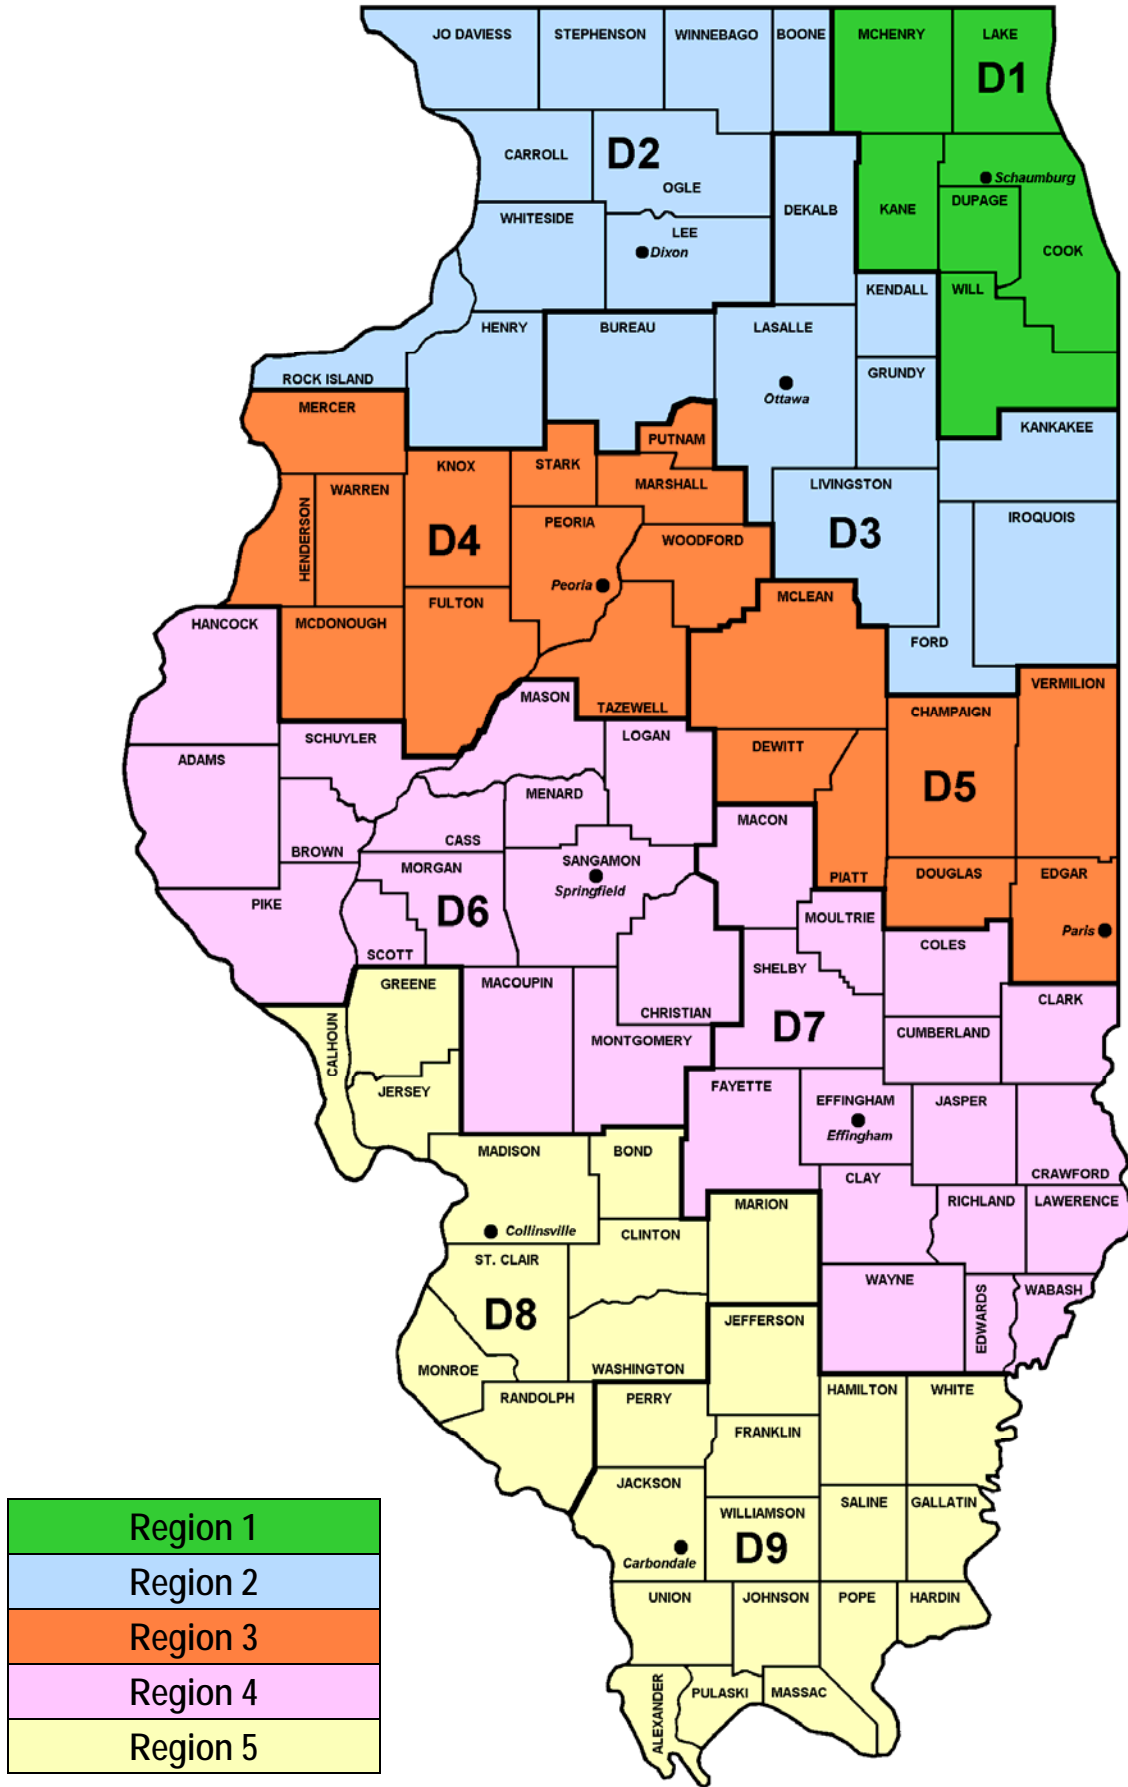 JO DAVIESS
STEPHENSON
WINNEBAGO
BOONE
MCHENRY
LAKE
D1
CARROLL
D2
OGLE
DEKALB
KANE
Schaumburg
DUPAGE
COOK
WHITESIDE
LEE
Dixon
KENDALL
WILL
HENRY
BUREAU
LASALLE
Ottawa
GRUNDY
ROCK ISLAND
MERCER
KANKAKEE
PUTNAM
KNOX
STARK
MARSHALL
LIVINGSTON
HENDERSON
WARREN
D4
PEORIA
WOODFORD
D3
IROQUOIS
Peoria
FULTON
MCLEAN
HANCOCK
MCDONOUGH
FORD
MASON
TAZEWELL
VERMILION
CHAMPAIGN
SCHUYLER
LOGAN
DEWITT
ADAMS
MENARD
D5
BROWN
CASS
MACON
MORGAN
SANGAMON
Springfield
PIATT
DOUGLAS
EDGAR
PIKE
D6
MOULTRIE
Paris
SCOTT
COLES
GREENE
MACOUPIN
SHELBY
CHRISTIAN
CLARK
CALHOUN
MONTGOMERY
D7
CUMBERLAND
JERSEY
FAYETTE
EFFINGHAM
Effingham
JASPER
MADISON
BOND
CLAY
CRAWFORD
MARION
RICHLAND
LAWERENCE
Collinsville
CLINTON
ST. CLAIR
WAYNE
EDWARDS
WABASH
D8
JEFFERSON
MONROE
WASHINGTON
RANDOLPH
PERRY
HAMILTON
WHITE
FRANKLIN
JACKSON
WILLIAMSON
SALINE
GALLATIN
D9
Carbondale
UNION
JOHNSON
POPE
HARDIN
ALEXANDER
PULASKI
MASSAC
Region 1
Region 2
Region 3
Region 4
Region 5